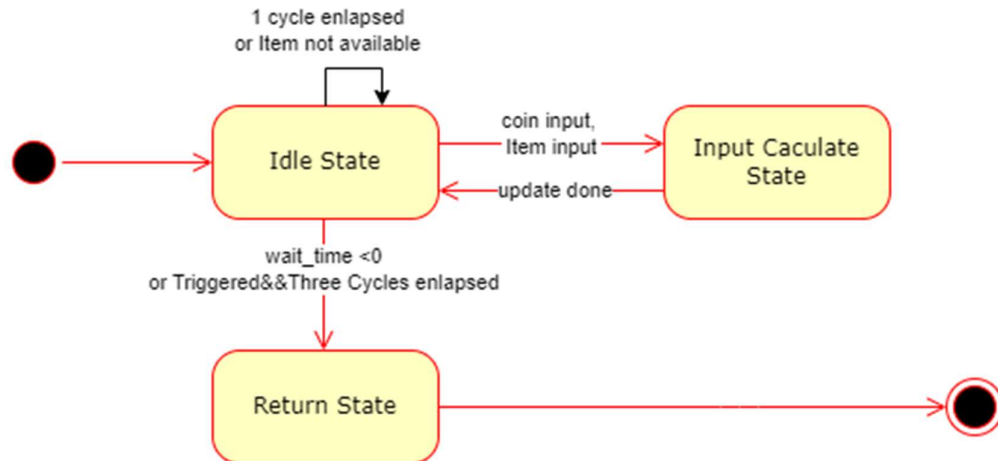 1 cycle enlapsed
or Item not available
Idle State
coin input,
Item input
update done
Input Caculate
State
wait_time <0
or Triggered&&Three Cycles enlapsed
Return State